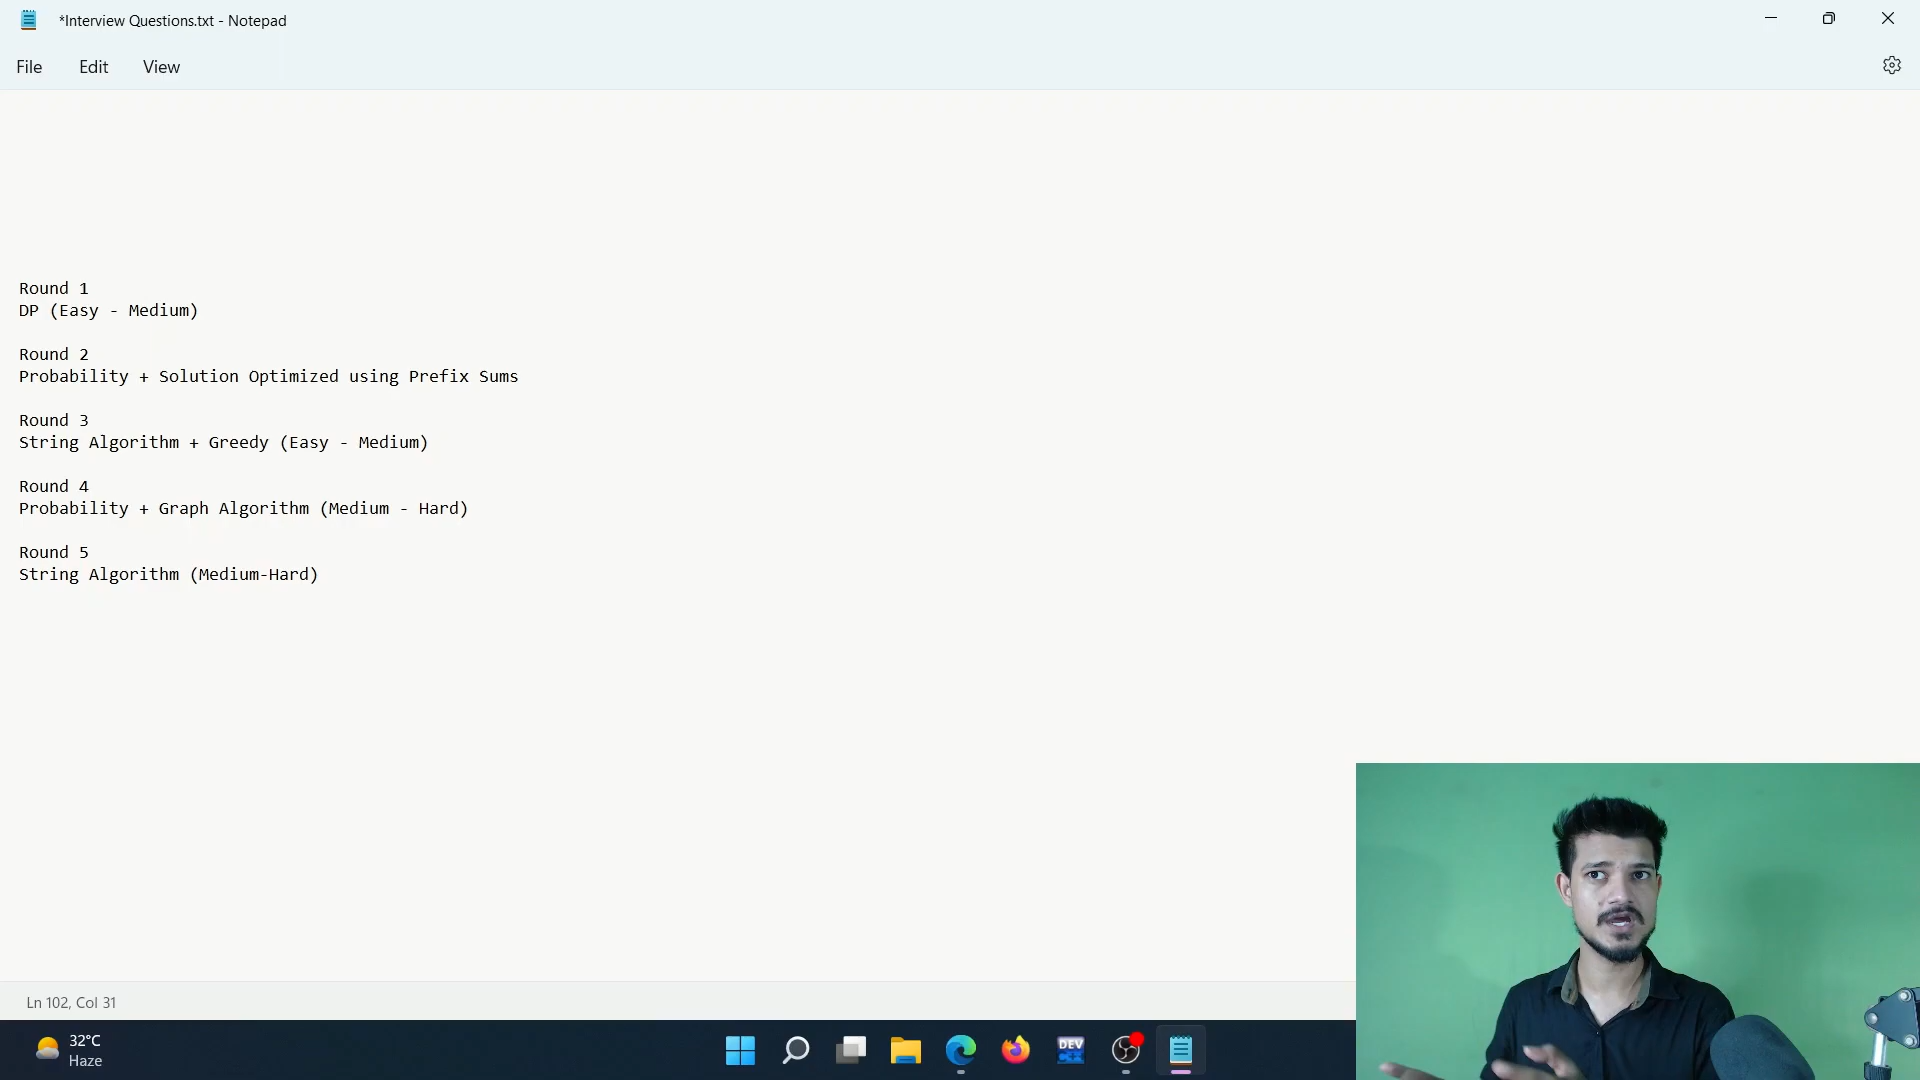 *Interview Questions.txt - Notepad
File Edit View
Round 1
DP (Easy - Medium)
Round 2
Probability + Solution Optimized using Prefix Sums
Round 3
String Algorithm + Greedy (Easy - Medium)
Round 4
Probability + Graph Algorithm (Medium - Hard)
Round 5
String Algorithm (Medium-Hard)
Ln 102, Col 31
32°C
Haze
DEV